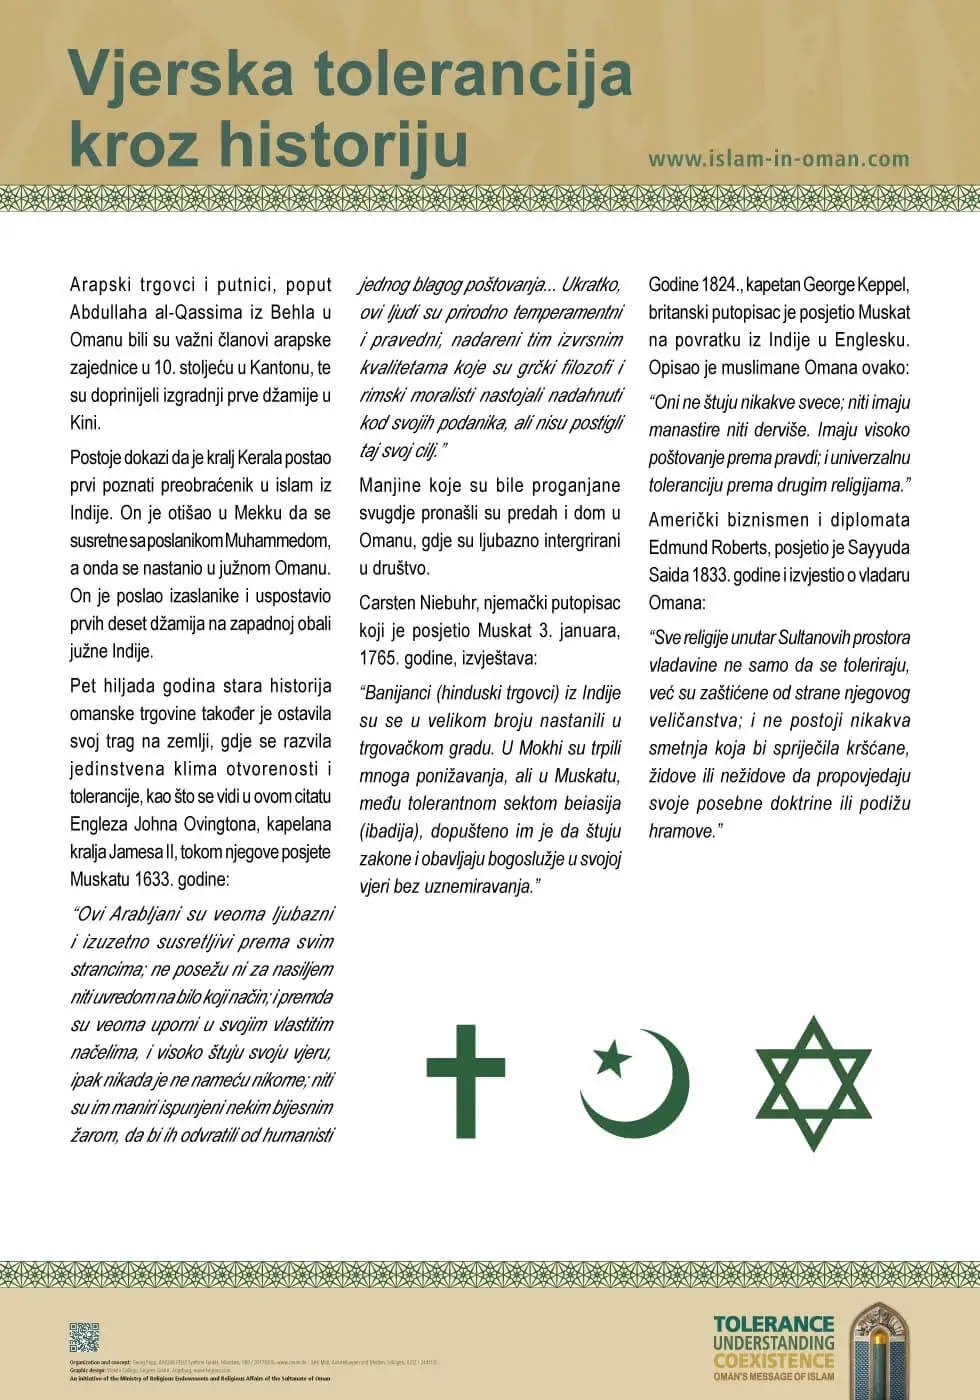 Vjerska tolerancija
kroz historiju
www.islam-in-oman.com
Arapski trgovci i putnici, poput
Abdullaha al-Qassima iz Behla u
Omanu bili su važni članovi arapske
zajednice u 10. stoljeću u Kantonu, te
su doprinijeli izgradnji prve džamije u
Kini.
Postoje dokazi da je kralj Kerala postao
prvi poznati preobraćenik u islam iz
Indije. On je otišao u Mekku da se
susretne sa poslanikom Muhammedom,
a onda se nastanio u južnom Omanu.
On je poslao izaslanike i uspostavio
prvih deset džamija na zapadnoj obali
južne Indije.
Pet hiljada godina stara historija
omanske trgovine također je ostavila
svoj trag na zemlji, gdje se razvila
jedinstvena klima otvorenosti i
tolerancije, kao što se vidi u ovom citatu
Engleza Johna Ovingtona, kapelana
kralja Jamesa II, tokom njegove posjete
Muskatu 1633. godine:
“Ovi Arabljani su veoma ljubazni
i izuzetno susretljivi prema svim
strancima; ne posežu ni za nasiljem
niti uvredom na bilo koji način; i premda
su veoma uporni u svojim vlastitim
načelima, i visoko štuju svoju vjeru,
ipak nikada je ne nameću nikome; niti
su im maniri ispunjeni nekim bijesnim
žarom, da bi ih odvratili od humanisti
jednog blagog poštovanja... Ukratko,
ovi ljudi su prirodno temperamentni
i pravedni, nadareni tim izvrsnim
kvalitetama koje su grčki filozofi i
rimski moralisti nastojali nadahnuti
kod svojih podanika, ali nisu postigli
taj svoj cilj.”
Manjine koje su bile proganjane
svugdje pronašli su predah i dom u
Omanu, gdje su ljubazno intergrirani
u društvo.
Carsten Niebuhr, njemački putopisac
koji je posjetio Muskat 3. januara,
1765. godine, izvještava:
“Banijanci (hinduski trgovci) iz Indije
su se u velikom broju nastanili u
trgovačkom gradu. U Mokhi su trpili
mnoga ponižavanja, ali u Muskatu,
među tolerantnom sektom beiasija
(ibadija), dopušteno im je da štuju
zakone i obavljaju bogoslužje u svojoj
vjeri bez uznemiravanja.”
Godine 1824., kapetan George Keppel,
britanski putopisac je posjetio Muskat
na povratku iz Indije u Englesku.
Opisao je muslimane Omana ovako:
“Oni ne štuju nikakve svece; niti imaju
manastire niti derviše. Imaju visoko
poštovanje prema pravdi; i univerzalnu
toleranciju prema drugim religijama.”
Američki biznismen i diplomata
Edmund Roberts, posjetio je Sayyuda
Saida 1833. godine i izvjestio o vladaru
Omana:
“Sve religije unutar Sultanovih prostora
vladavine ne samo da se toleriraju,
već su zaštićene od strane njegovog
veličanstva; i ne postoji nikakva
smetnja koja bi spriječila kršćane,
židove ili nežidove da propovjedaju
svoje posebne doktrine ili podižu
hramove.”
Organization and concept:
Graphic design:
An initiative of the Ministry of Religious Endowments and Religious Affairs of the Sultanate of Oman
TOLERANCE
UNDERSTANDING
COEXISTENCE
OMAN'S MESSAGE OF ISLAM